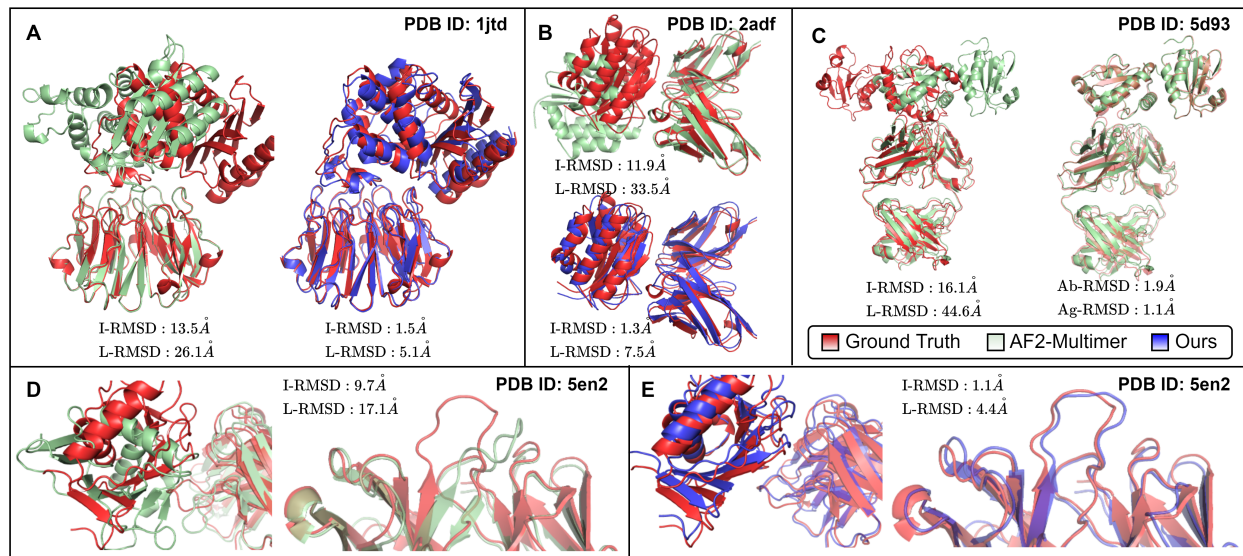 A
PDB ID: 1jtd
I-RMSD : 13.5Å
L-RMSD : 26.1Å
I-RMSD : 1.5Å
L-RMSD : 5.1Å
B
PDB ID: 2adf
I-RMSD : 11.9Å
L-RMSD : 33.5Å
I-RMSD : 1.3Å
L-RMSD : 7.5Å
C
PDB ID: 5d93
I-RMSD : 16.1Å
L-RMSD : 44.6Å
Ab-RMSD : 1.9Å
Ag-RMSD : 1.1Å
Ground Truth AF2-Multimer Ours
D
PDB ID: 5en2
I-RMSD : 9.7Å
L-RMSD : 17.1Å
E
PDB ID: 5en2
I-RMSD : 1.1Å
L-RMSD : 4.4Å